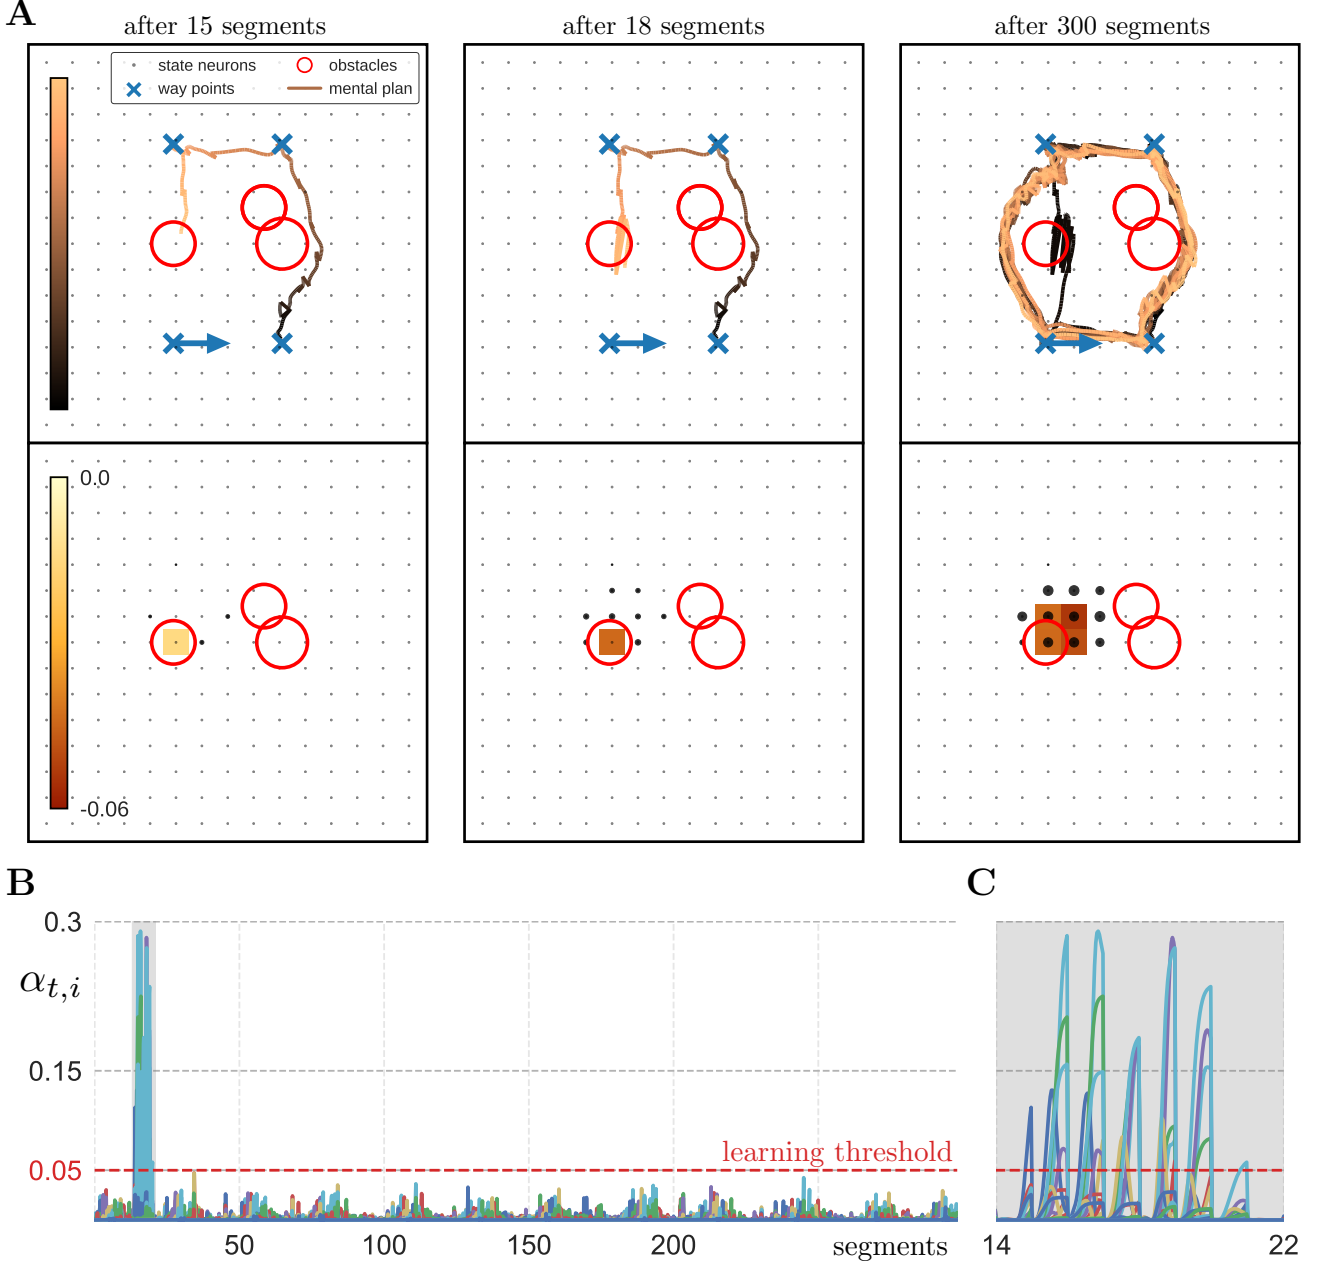 A
after 15 segments
after 18 segments
after 300 segments
state neurons
obstacles
way points
mental plan
0.0
-0.06
B
C
0.3
α_{t,i}
0.15
0.05
learning threshold
50
100
150
200
segments
14
22